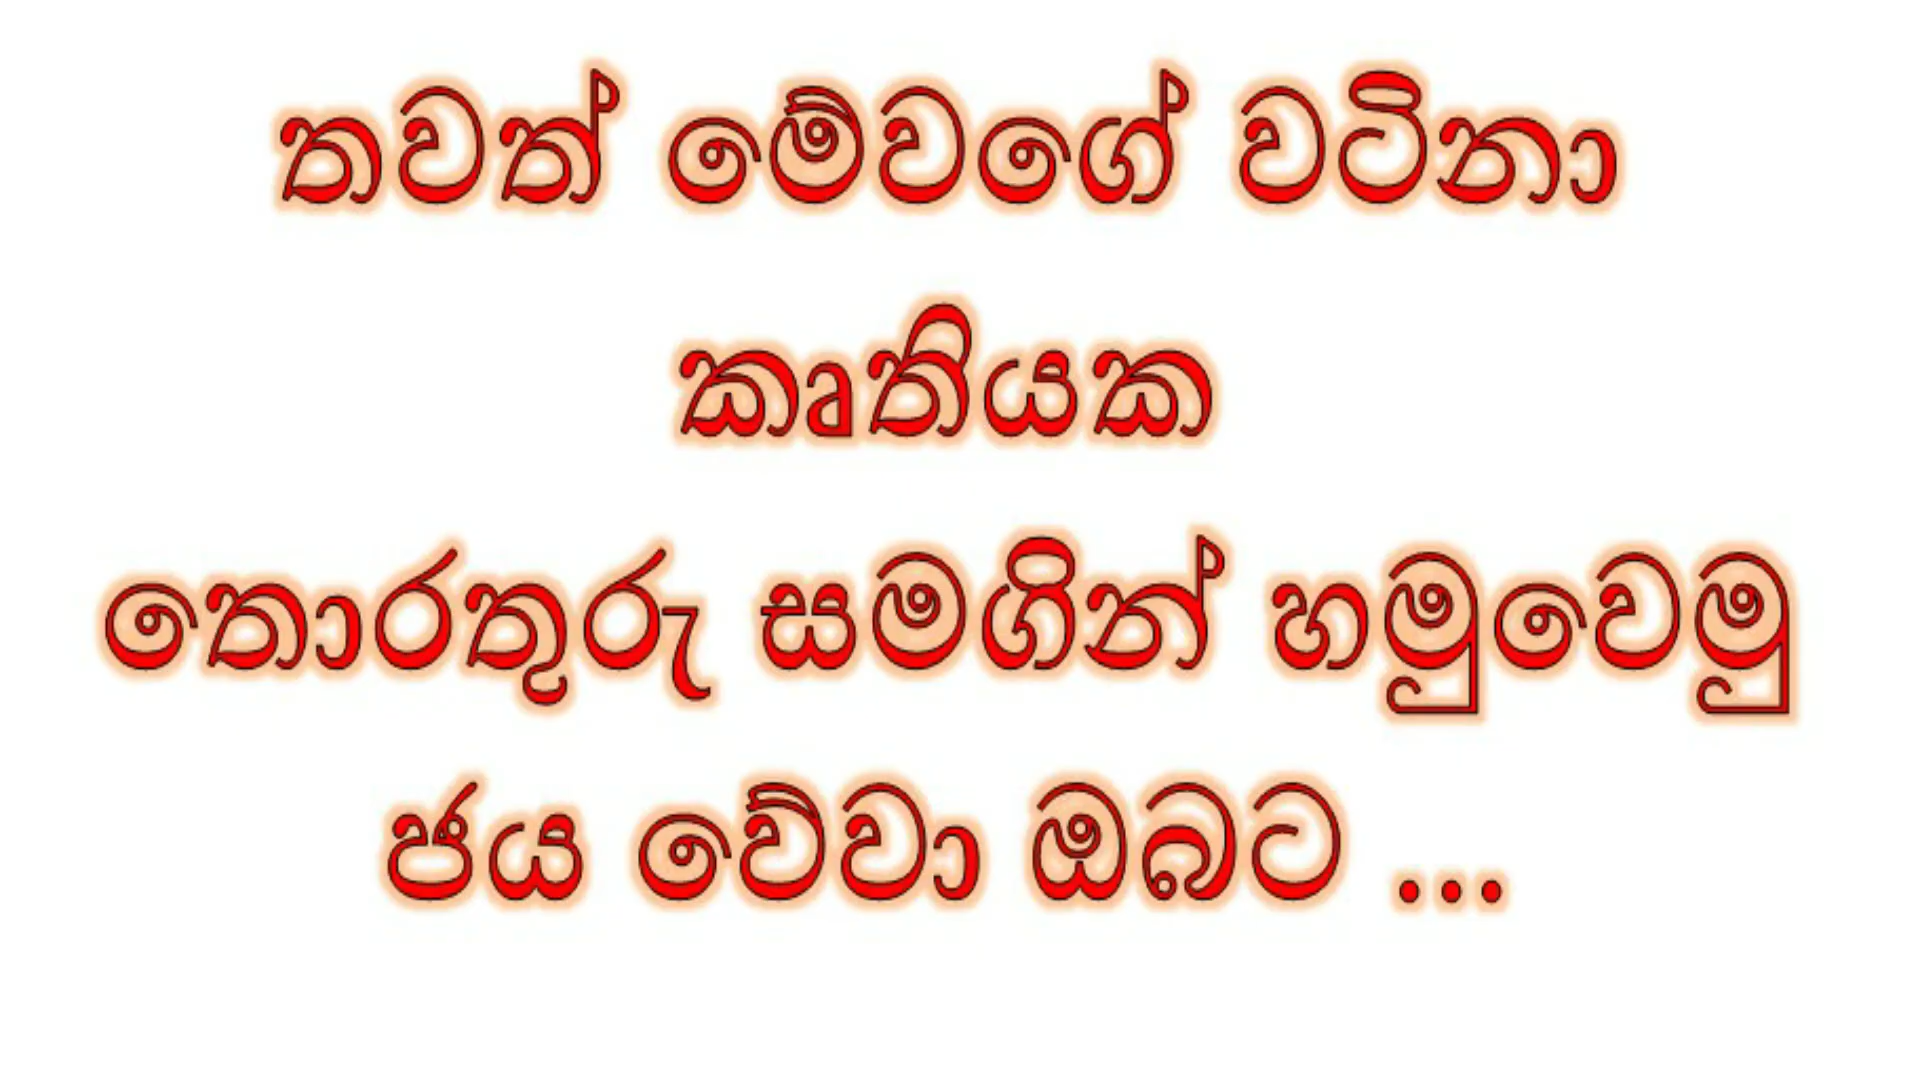 තවත් මේවගේ වටිනා
කෘතියක
තොරතුරු සමගින් හමුවෙමු
ජය වේවා ඔබට ...